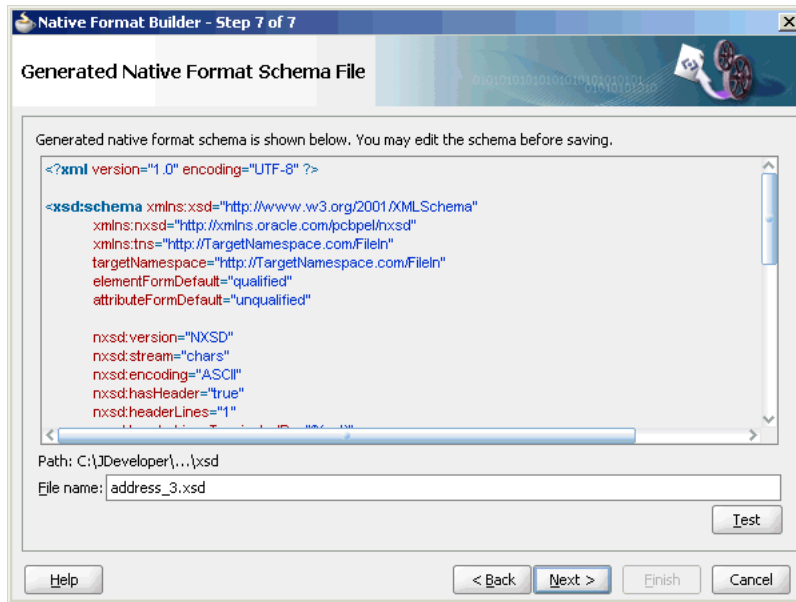 Native Format Builder - Step 7 of 7
Generated Native Format Schema File
0101010101010101010101010101
01010101010
Generated native format schema is shown below. You may edit the schema before saving.
<?xml version="1.0" encoding="UTF-8" ?>
<xsd:schema xmlns:xsd="http://www.w3.org/2001/XMLSchema"
xmlns:nxsd="http://xmlns.oracle.com/pcbpel/nxsd"
xmlns:tns="http://TargetNamespace.com/FileIn"
targetNamespace="http://TargetNamespace.com/FileIn"
elementFormDefault="qualified"
attributeFormDefault="unqualified"
nxsd:version="NXSD"
nxsd:stream="chars"
nxsd:encoding="ASCII"
nxsd:hasHeader="true"
nxsd:headerLines="1"
Path: C:\JDeveloper\...\xsd
File name: address_3.xsd
Test
Help
< Back
Next >
Finish
Cancel